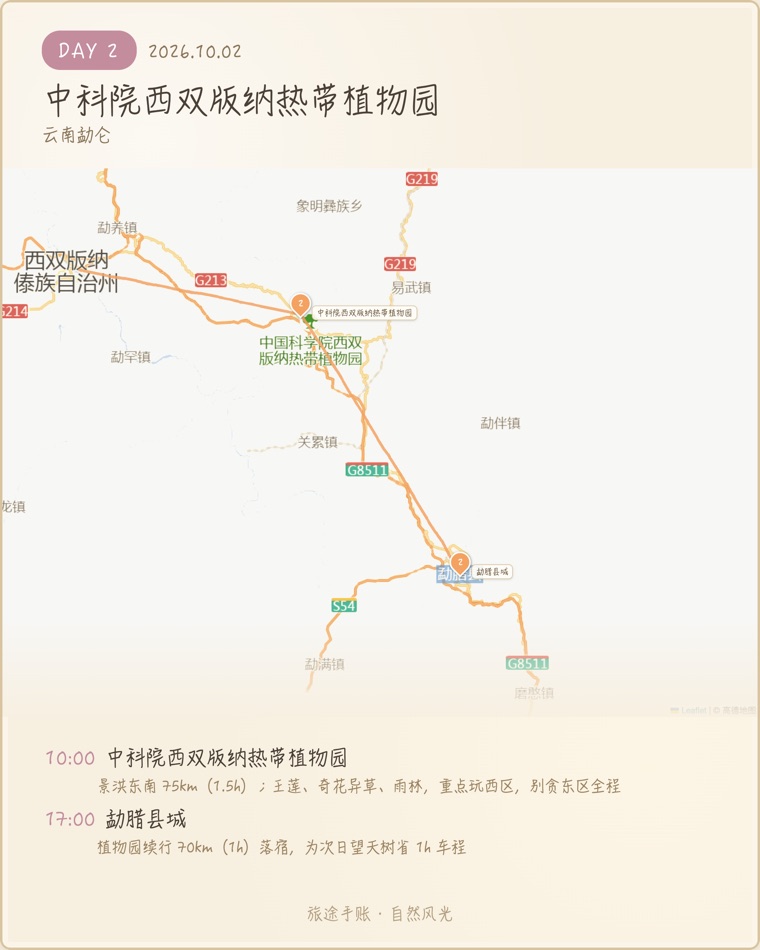 DAY 2 2026.10.02
中科院西双版纳热带植物园
云南勐仑
G219
象明彝族乡
勐养镇
西双版纳
傣族自治州
G219
G213
易武镇
2
中科院西双版纳热带植物园
G214
中国科学院西双
版纳热带植物园
勐罕镇
勐伴镇
关累镇
G8511
龙镇
2
勐腊县城
S54
勐满镇
G8511
磨憨镇
Leaflet | © 高德地图
10:00 中科院西双版纳热带植物园
景洪东南 75km（1.5h）；王莲、奇花异草、雨林，重点玩西区，别贪东区全程
17:00 勐腊县城
植物园续行 70km（1h）落宿，为次日望天树省 1h 车程
旅途手账 · 自然风光